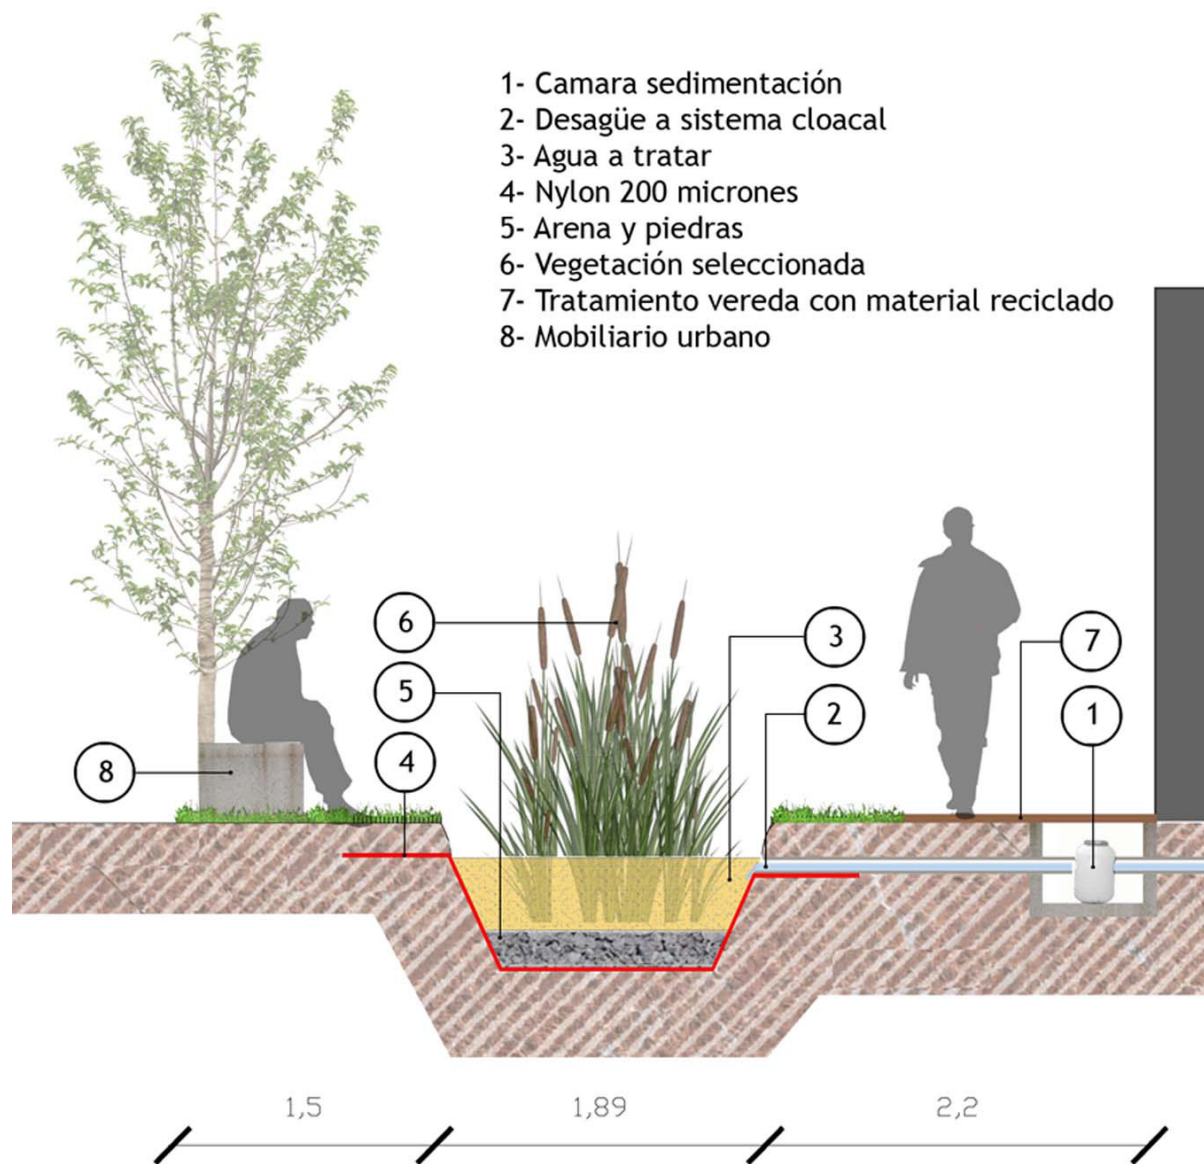 1- Camara sedimentación
2- Desagüe a sistema cloacal
3- Agua a tratar
4- Nylon 200 micrones
5- Arena y piedras
6- Vegetación seleccionada
7- Tratamiento vereda con material reciclado
8- Mobiliario urbano
6
3
7
5
2
1
4
8
1,5
1,89
2,2